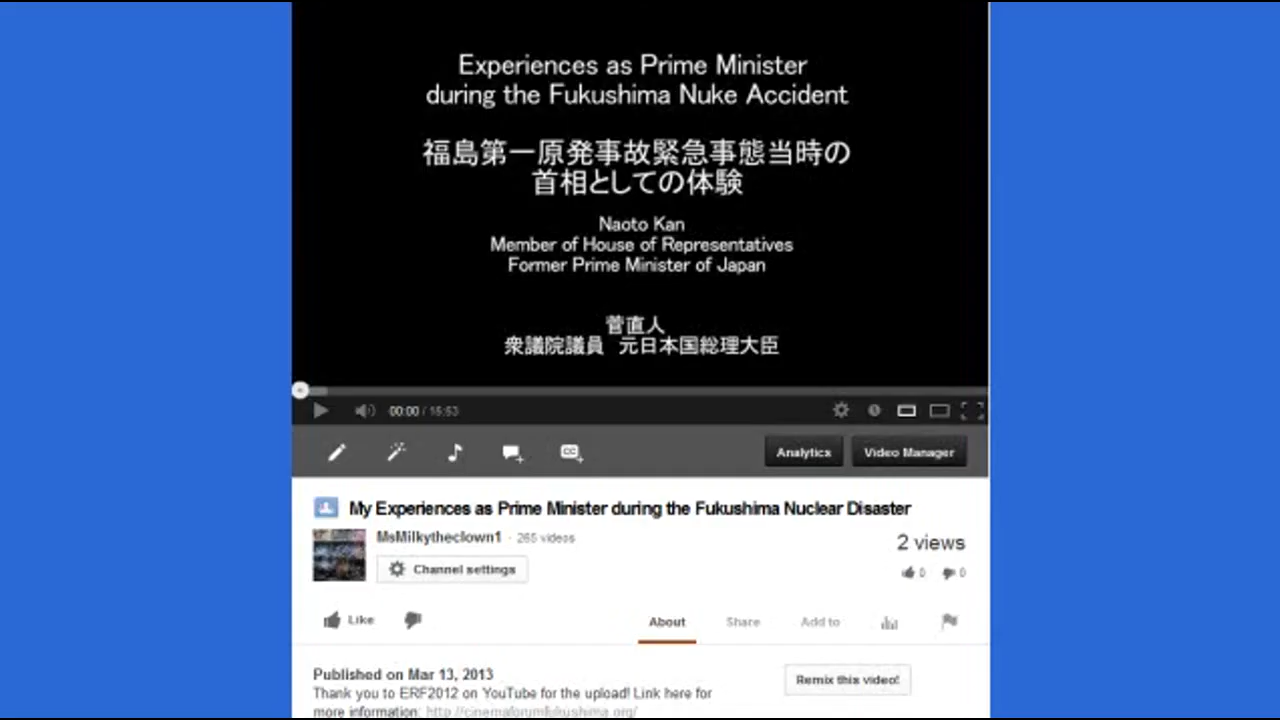 Experiences as Prime Minister
during the Fukushima Nuke Accident
福島第一原発事故緊急事態当時の
首相としての体験
Naoto Kan
Member of House of Representatives
Former Prime Minister of Japan
菅直人
衆議院議員 元日本国総理大臣
00:00 / 15:53
Analytics
Video Manager
My Experiences as Prime Minister during the Fukushima Nuclear Disaster
MsMilkytheclown1 · 265 videos
2 views
Channel settings
0 0
Like
About Share Add to
Published on Mar 13, 2013
Remix this video!
Thank you to ERF2012 on YouTube for the upload! Link here for
more information: http://cinemaforumfukushima.org/